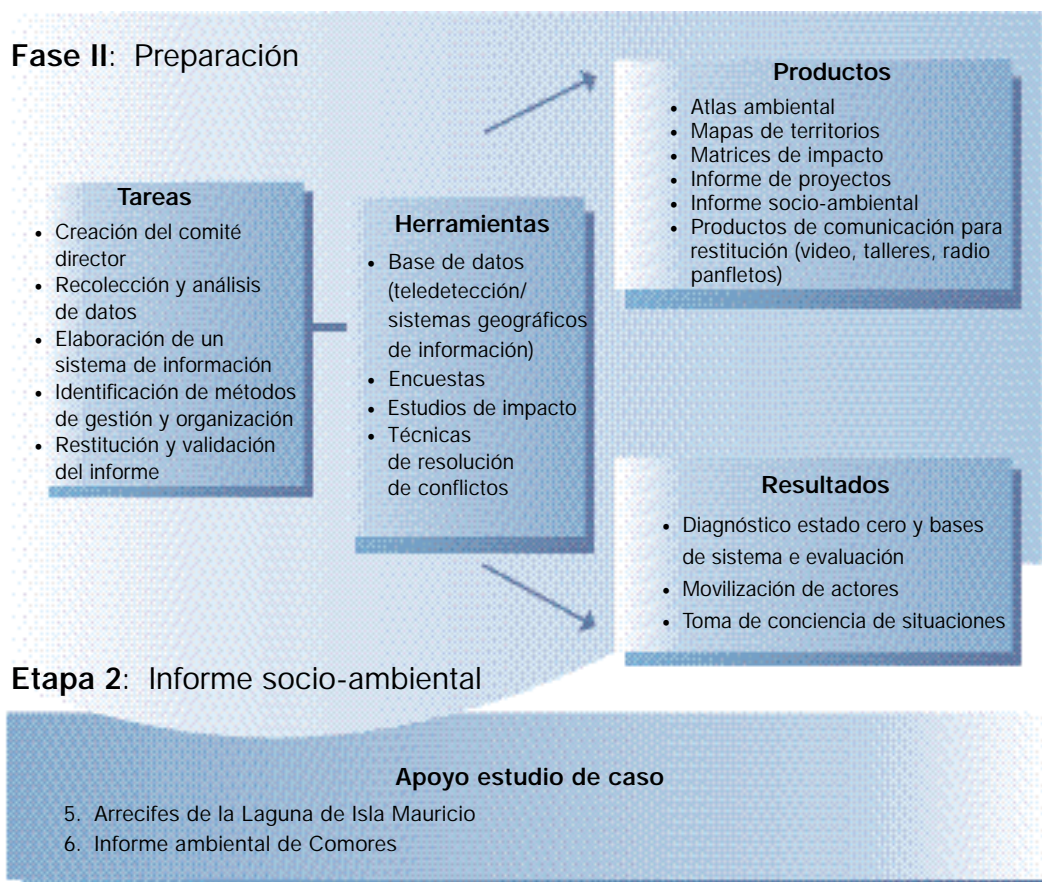 Fase II: Preparación
Tareas
• Creación del comité
director
• Recolección y análisis
de datos
• Elaboración de un
sistema de información
• Identificación de métodos
de gestión y organización
• Restitución y validación
del informe
Herramientas
• Base de datos
(teledetección/
sistemas geográficos
de información)
• Encuestas
• Estudios de impacto
• Técnicas
de resolución
de conflictos
Productos
• Atlas ambiental
• Mapas de territorios
• Matrices de impacto
• Informe de proyectos
• Informe socio-ambiental
• Productos de comunicación para
restitución (video, talleres, radio
panfletos)
Resultados
• Diagnóstico estado cero y bases
de sistema e evaluación
• Movilización de actores
• Toma de conciencia de situaciones
Etapa 2: Informe socio-ambiental
Apoyo estudio de caso
5. Arrecifes de la Laguna de Isla Mauricio
6. Informe ambiental de Comores